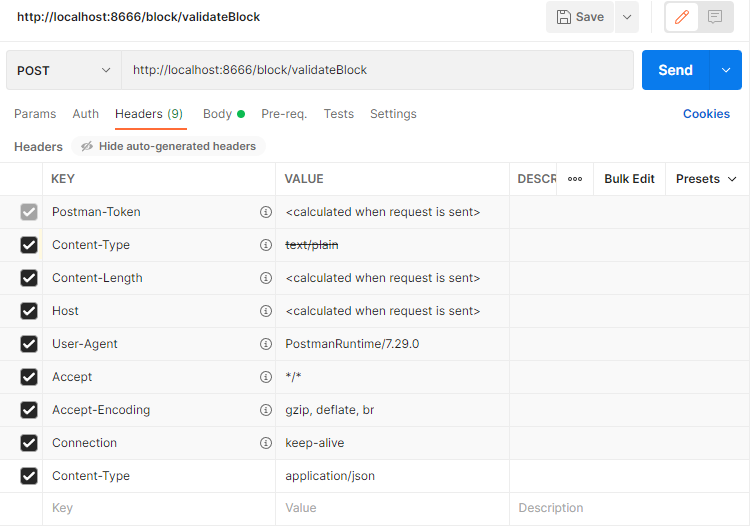 http://localhost:8666/block/validateBlock Save
POST http://localhost:8666/block/validateBlock Send
Params Auth Headers (9) Body Pre-req. Tests Settings Cookies
Headers Hide auto-generated headers
KEY VALUE DESCR ooo Bulk Edit Presets
Postman-Token <calculated when request is sent>
Content-Type text/plain
Content-Length <calculated when request is sent>
Host <calculated when request is sent>
User-Agent PostmanRuntime/7.29.0
Accept */*
Accept-Encoding gzip, deflate, br
Connection keep-alive
Content-Type application/json
Key Value Description